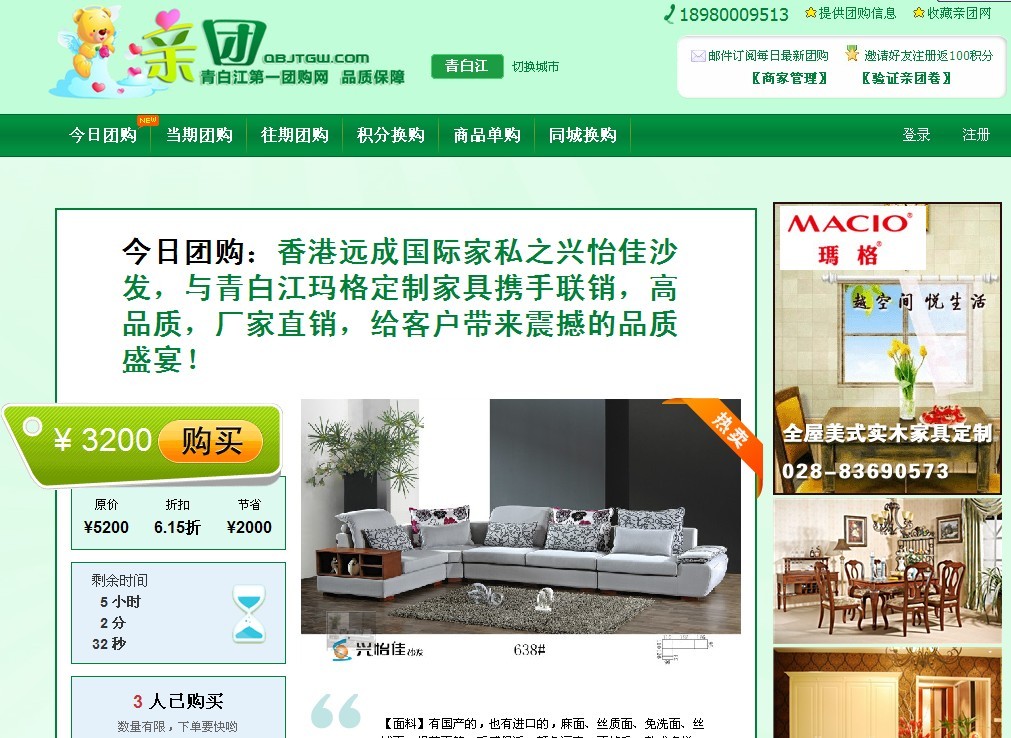 18980009513 提供团购信息 收藏亲团网
亲团 QBJTGW.COM
青白江第一团购网 品质保障
青白江 切换城市
邮件订阅每日最新团购 邀请好友注册返100积分
【商家管理】 【验证亲团卷】
今日团购 NEW 当期团购 往期团购 积分换购 商品单购 同城换购 登录 注册
今日团购：香港远成国际家私之兴怡佳沙
发，与青白江玛格定制家具携手联销，高
品质，厂家直销，给客户带来震撼的品质
盛宴！
¥ 3200 购买
原价 折扣 节省
¥5200 6.15折 ¥2000
剩余时间
5 小时
2 分
32 秒
3 人已购买
数量有限，下单要快哟
热卖
兴怡佳沙发 638#
【面料】有国产的，也有进口的，麻面、丝质面、免洗面、丝
MACIO®
瑪格®
越空间 悦生活
全屋美式实木家具定制
028-83690573